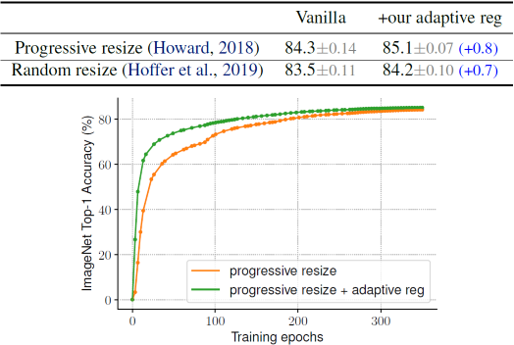 Vanilla +our adaptive reg
Progressive resize (Howard, 2018) 84.3±0.14 85.1±0.07 (+0.8)
Random resize (Hoffer et al., 2019) 83.5±0.11 84.2±0.10 (+0.7)
ImageNet Top-1 Accuracy (%)
80
60
40
20
0
progressive resize
progressive resize + adaptive reg
0 100 200 300
Training epochs